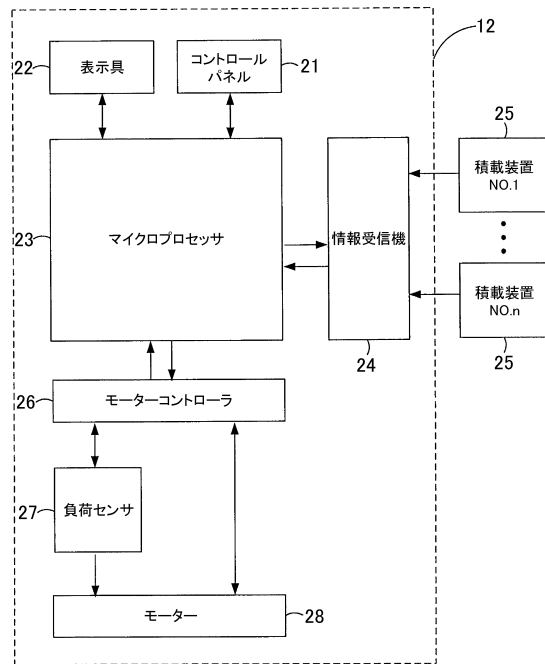 12
22
表示具
コントロール
パネル
21
25
積載装置
NO.1
23
マイクロプロセッサ
情報受信機
積載装置
NO.n
24
25
26
モーターコントローラ
27
負荷センサ
モーター
28